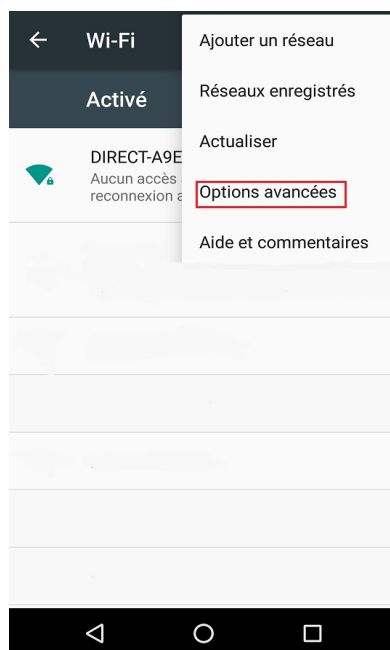 Wi-Fi
Ajouter un réseau
Activé
Réseaux enregistrés
Actualiser
DIRECT-A9E
Aucun accès
Options avancées
reconnexion a
Aide et commentaires